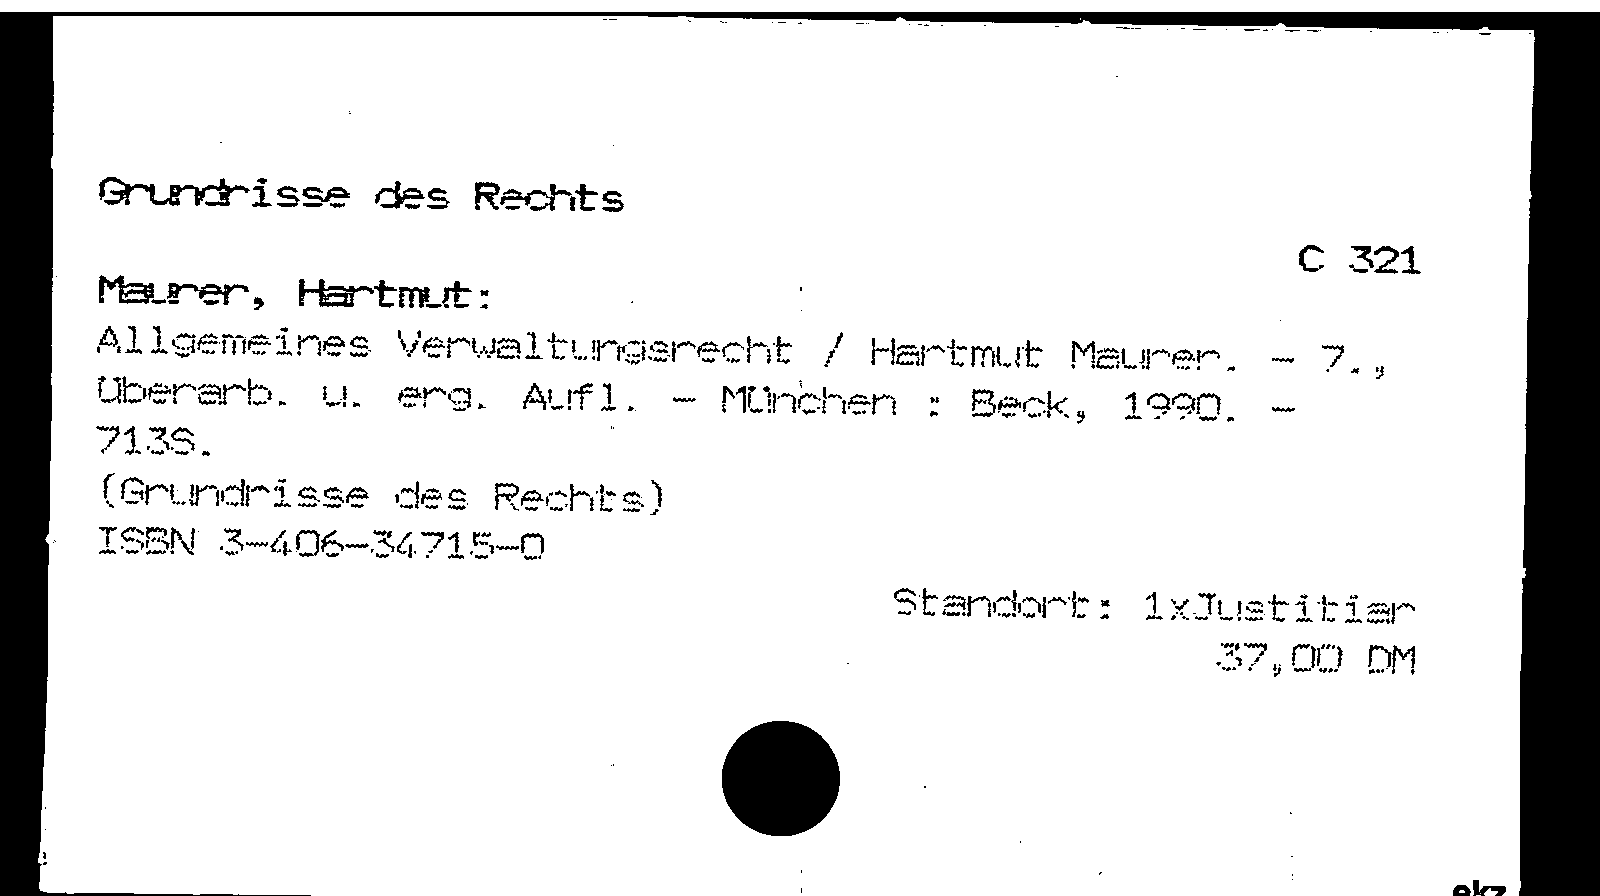 Grundrisse des Rechts
C 321
Maurer, Hartmut:
Allgemeines Verwaltungsrecht / Hartmut Maurer. - 7.,
überarb. u. erg. Aufl. - München : Beck, 1990. -
713S.
(Grundrisse des Rechts)
ISBN 3-406-34715-0
Standort: 1xJustitiar
37,00 DM
ekz